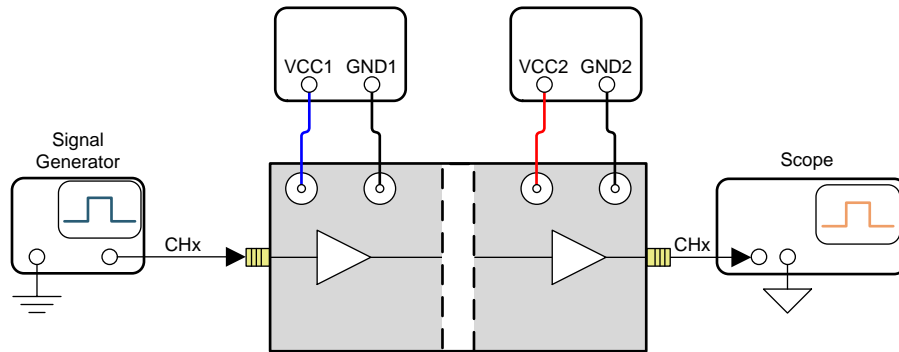 VCC1 GND1
VCC2 GND2
Signal
Generator
Scope
CHx
CHx